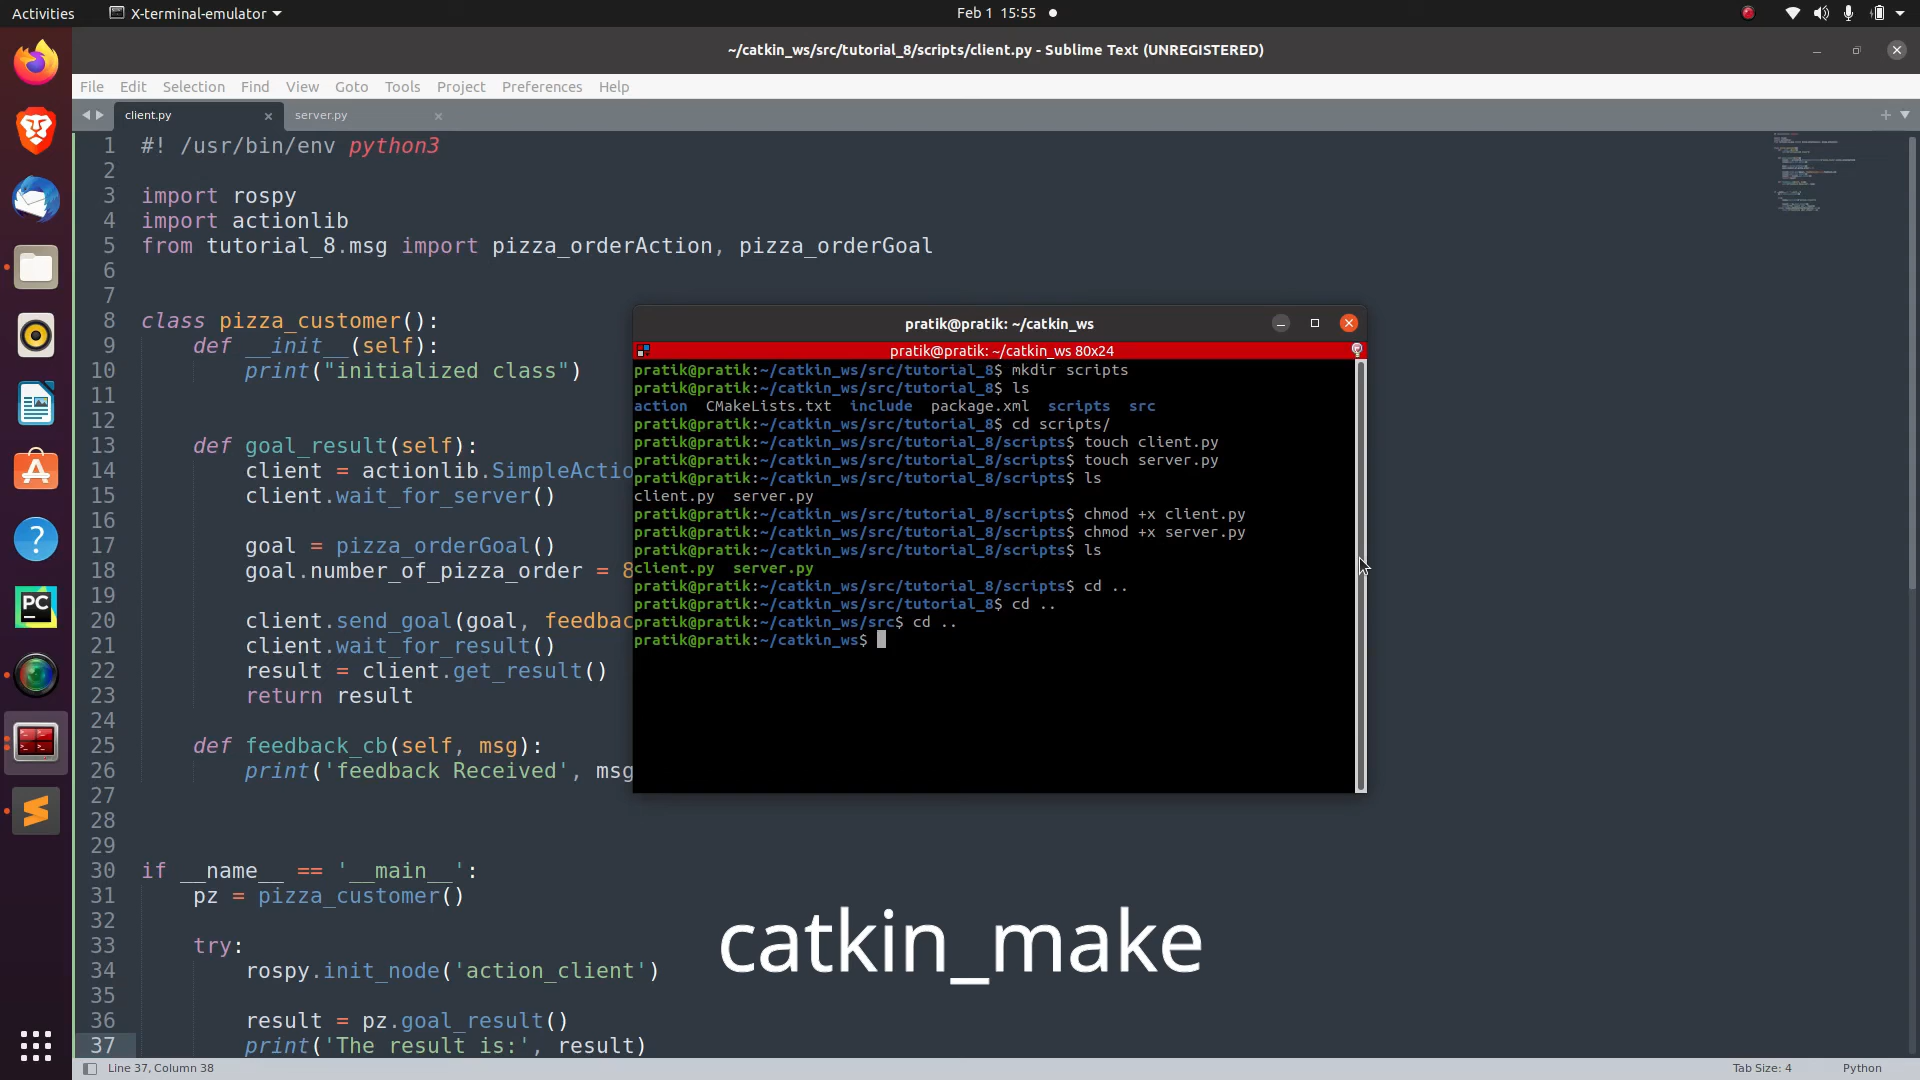 Activities X-terminal-emulator Feb 1 15:55
~/catkin_ws/src/tutorial_8/scripts/client.py - Sublime Text (UNREGISTERED)
File Edit Selection Find View Goto Tools Project Preferences Help
client.py server.py
1 #! /usr/bin/env python3
2
3 import rospy
4 import actionlib
5 from tutorial_8.msg import pizza_orderAction, pizza_orderGoal
6
7
8 class pizza_customer():
9 def __init__(self):
10 print("initialized class")
11
12
13 def goal_result(self):
14 client = actionlib.SimpleActio
15 client.wait_for_server()
16
17 goal = pizza_orderGoal()
18 goal.number_of_pizza_order = 8
19
20 client.send_goal(goal, feedbac
21 client.wait_for_result()
22 result = client.get_result()
23 return result
24
25 def feedback_cb(self, msg):
26 print('feedback Received', msg
27
28
29
30 if __name__ == '__main__':
31 pz = pizza_customer()
32
33 try:
34 rospy.init_node('action_client')
35
36 result = pz.goal_result()
37 print('The result is:', result)
pratik@pratik: ~/catkin_ws
pratik@pratik: ~/catkin_ws 80x24
pratik@pratik:~/catkin_ws/src/tutorial_8$ mkdir scripts
pratik@pratik:~/catkin_ws/src/tutorial_8$ ls
action CMakeLists.txt include package.xml scripts src
pratik@pratik:~/catkin_ws/src/tutorial_8$ cd scripts/
pratik@pratik:~/catkin_ws/src/tutorial_8/scripts$ touch client.py
pratik@pratik:~/catkin_ws/src/tutorial_8/scripts$ touch server.py
pratik@pratik:~/catkin_ws/src/tutorial_8/scripts$ ls
client.py server.py
pratik@pratik:~/catkin_ws/src/tutorial_8/scripts$ chmod +x client.py
pratik@pratik:~/catkin_ws/src/tutorial_8/scripts$ chmod +x server.py
pratik@pratik:~/catkin_ws/src/tutorial_8/scripts$ ls
client.py server.py
pratik@pratik:~/catkin_ws/src/tutorial_8/scripts$ cd ..
pratik@pratik:~/catkin_ws/src/tutorial_8$ cd ..
pratik@pratik:~/catkin_ws/src$ cd ..
pratik@pratik:~/catkin_ws$
catkin_make
PC
Line 37, Column 38 Tab Size: 4 Python